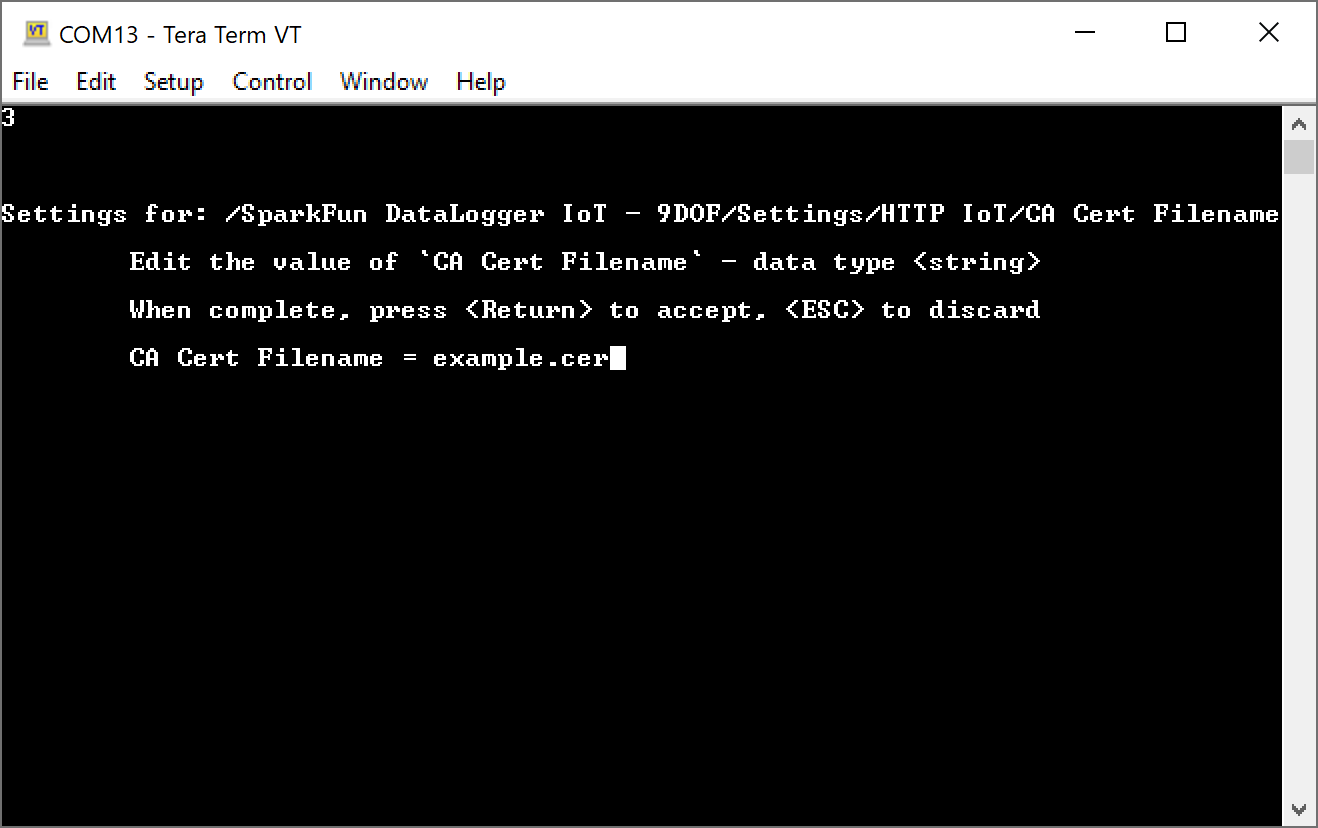 COM13 - Tera Term VT
File Edit Setup Control Window Help
3
Settings for: /SparkFun DataLogger IoT - 9DOF/Settings/HTTP IoT/CA Cert Filename
Edit the value of `CA Cert Filename` - data type <string>
When complete, press <Return> to accept, <ESC> to discard
CA Cert Filename = example.cer